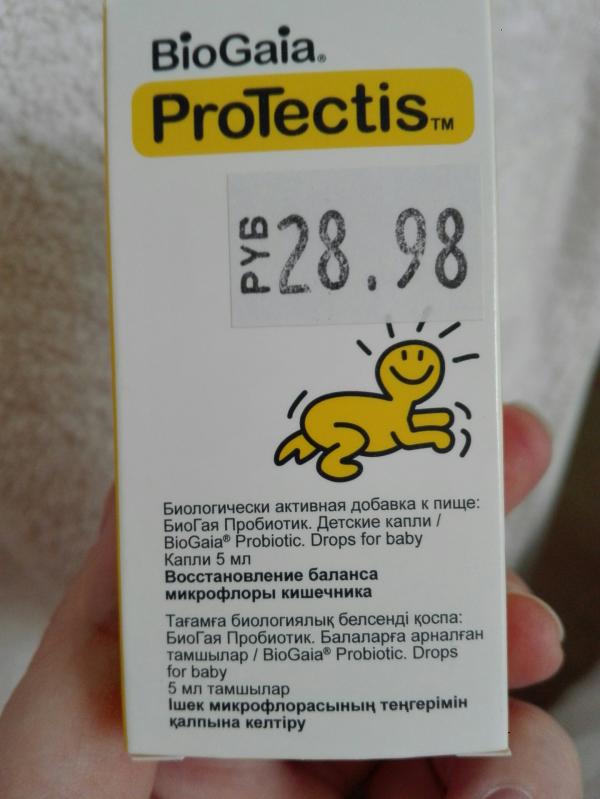 BioGaia®
ProTectis™
РУБ 28.98
Биологически активная добавка к пище:
БиоГая Пробиотик. Детские капли /
BioGaia® Probiotic. Drops for baby
Капли 5 мл
Восстановление баланса
микрофлоры кишечника
Тағамға биологиялық белсенді қоспа:
БиоГая Пробиотик. Балаларға арналған
тамшылар / BioGaia® Probiotic. Drops
for baby
5 мл тамшылар
Ішек микрофлорасының теңгерімін
қалпына келтіру